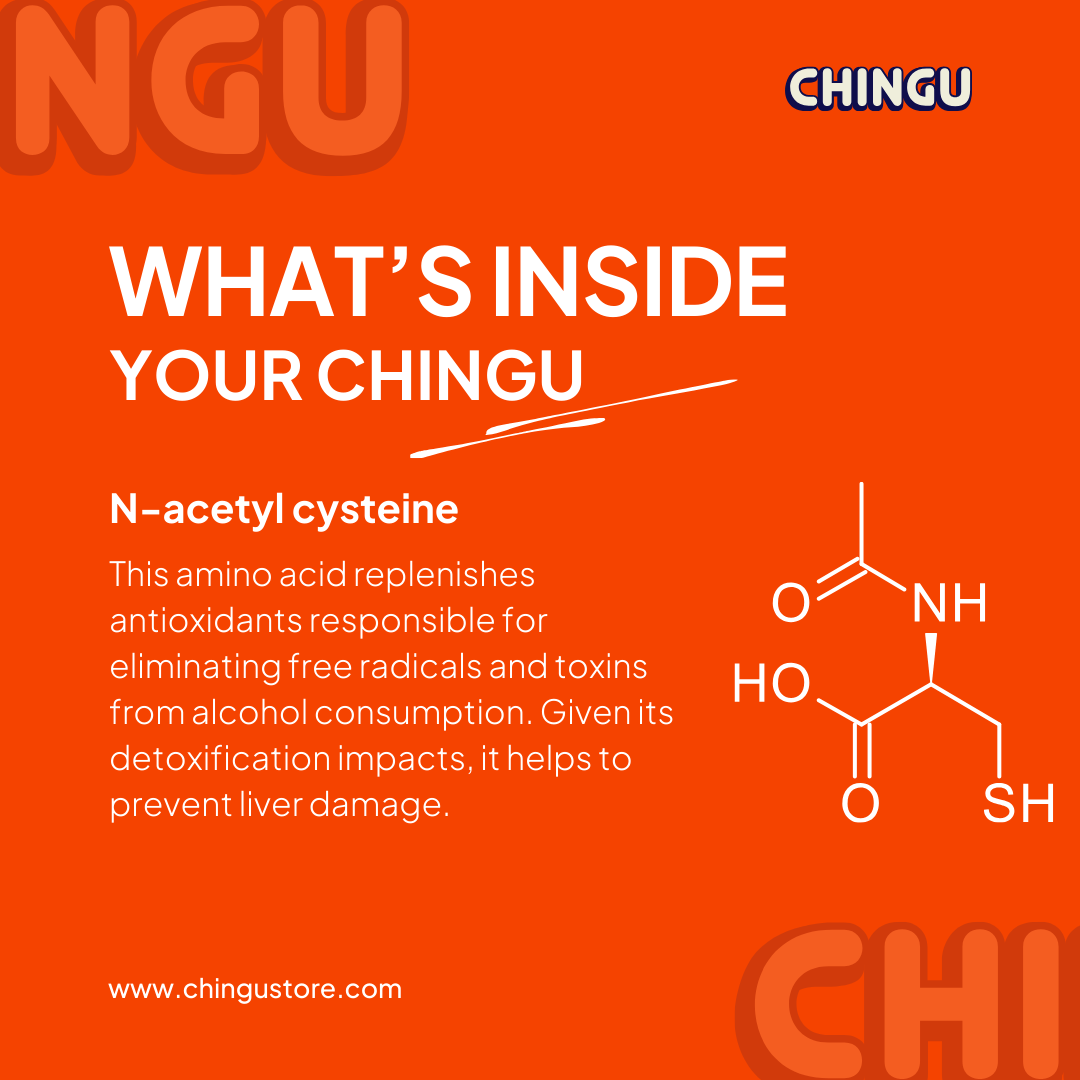 NGU
CHINGU
WHAT’S INSIDE
YOUR CHINGU
N-acetyl cysteine
This amino acid replenishes
antioxidants responsible for
eliminating free radicals and toxins
from alcohol consumption. Given its
detoxification impacts, it helps to
prevent liver damage.
O
NH
HO
O
SH
www.chingustore.com
CHI